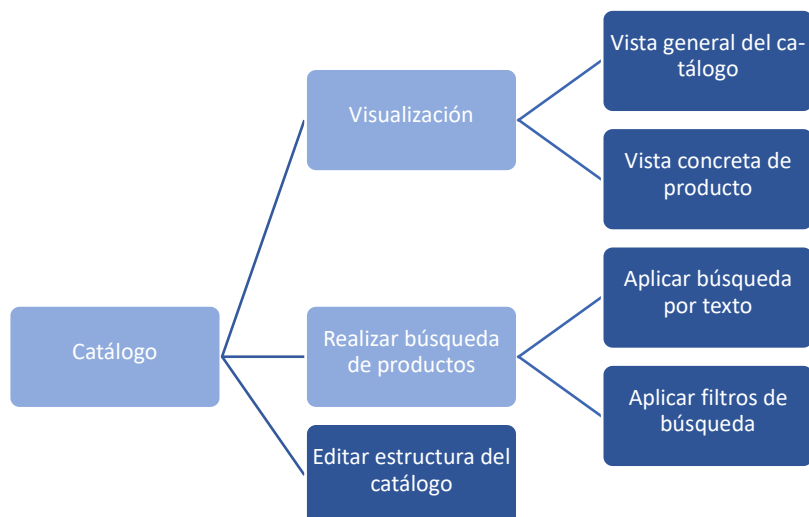 Vista general del ca-
tálogo
Visualización
Vista concreta de
producto
Aplicar búsqueda
por texto
Catálogo
Realizar búsqueda
de productos
Aplicar filtros de
búsqueda
Editar estructura del
catálogo